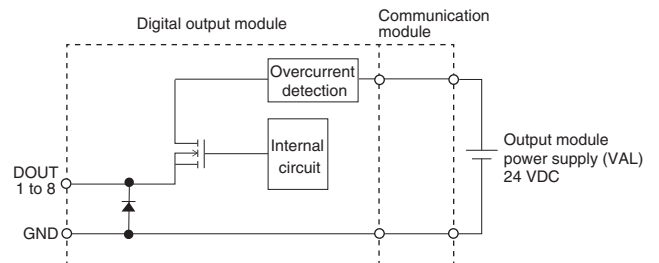 Digital output module
Communication
module
Overcurrent
detection
Internal
circuit
Output module
power supply (VAL)
24 VDC
DOUT
1 to 8
GND